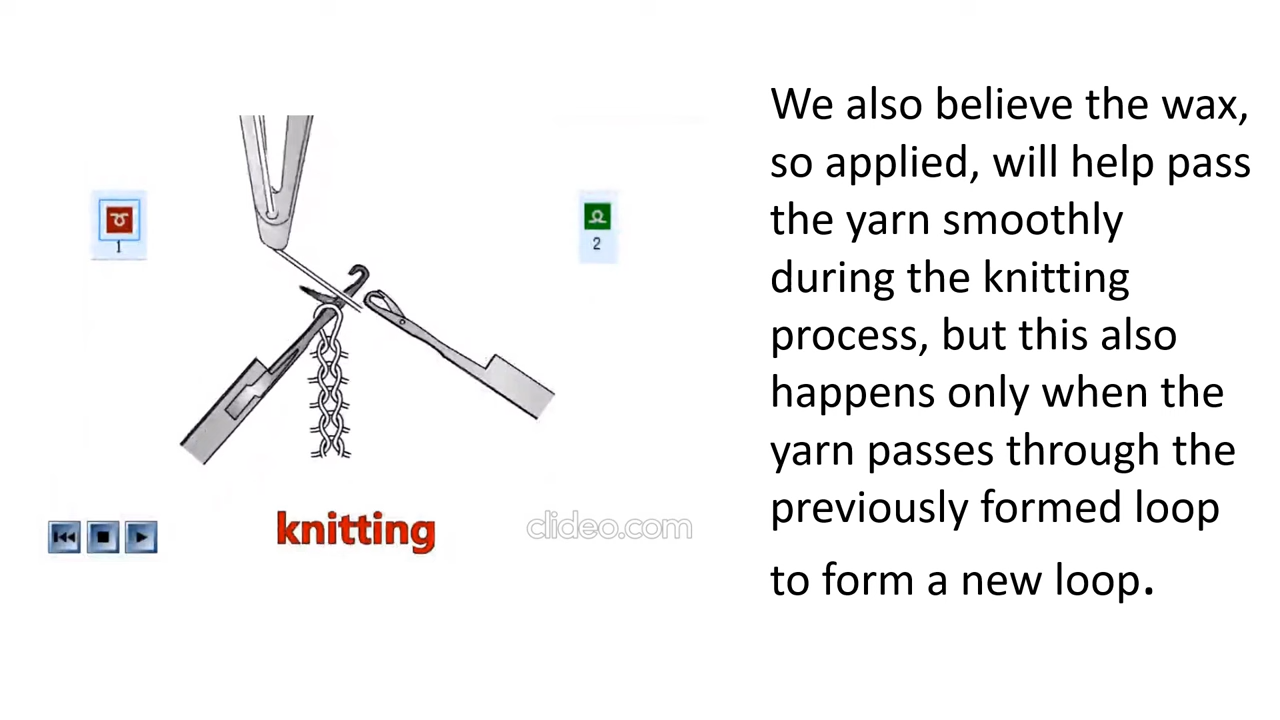 1
2
knitting
clideo.com
We also believe the wax,
so applied, will help pass
the yarn smoothly
during the knitting
process, but this also
happens only when the
yarn passes through the
previously formed loop
to form a new loop.